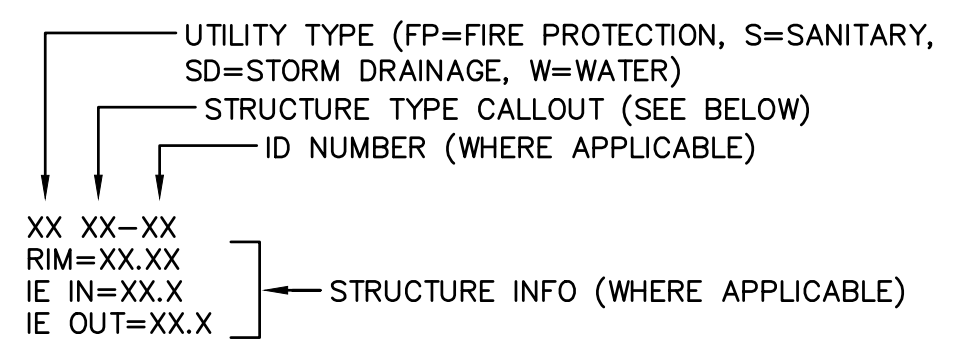 UTILITY TYPE (FP=FIRE PROTECTION, S=SANITARY,
SD=STORM DRAINAGE, W=WATER)
STRUCTURE TYPE CALLOUT (SEE BELOW)
ID NUMBER (WHERE APPLICABLE)
XX XX-XX
RIM=XX.XX
IE IN=XX.X
IE OUT=XX.X
STRUCTURE INFO (WHERE APPLICABLE)